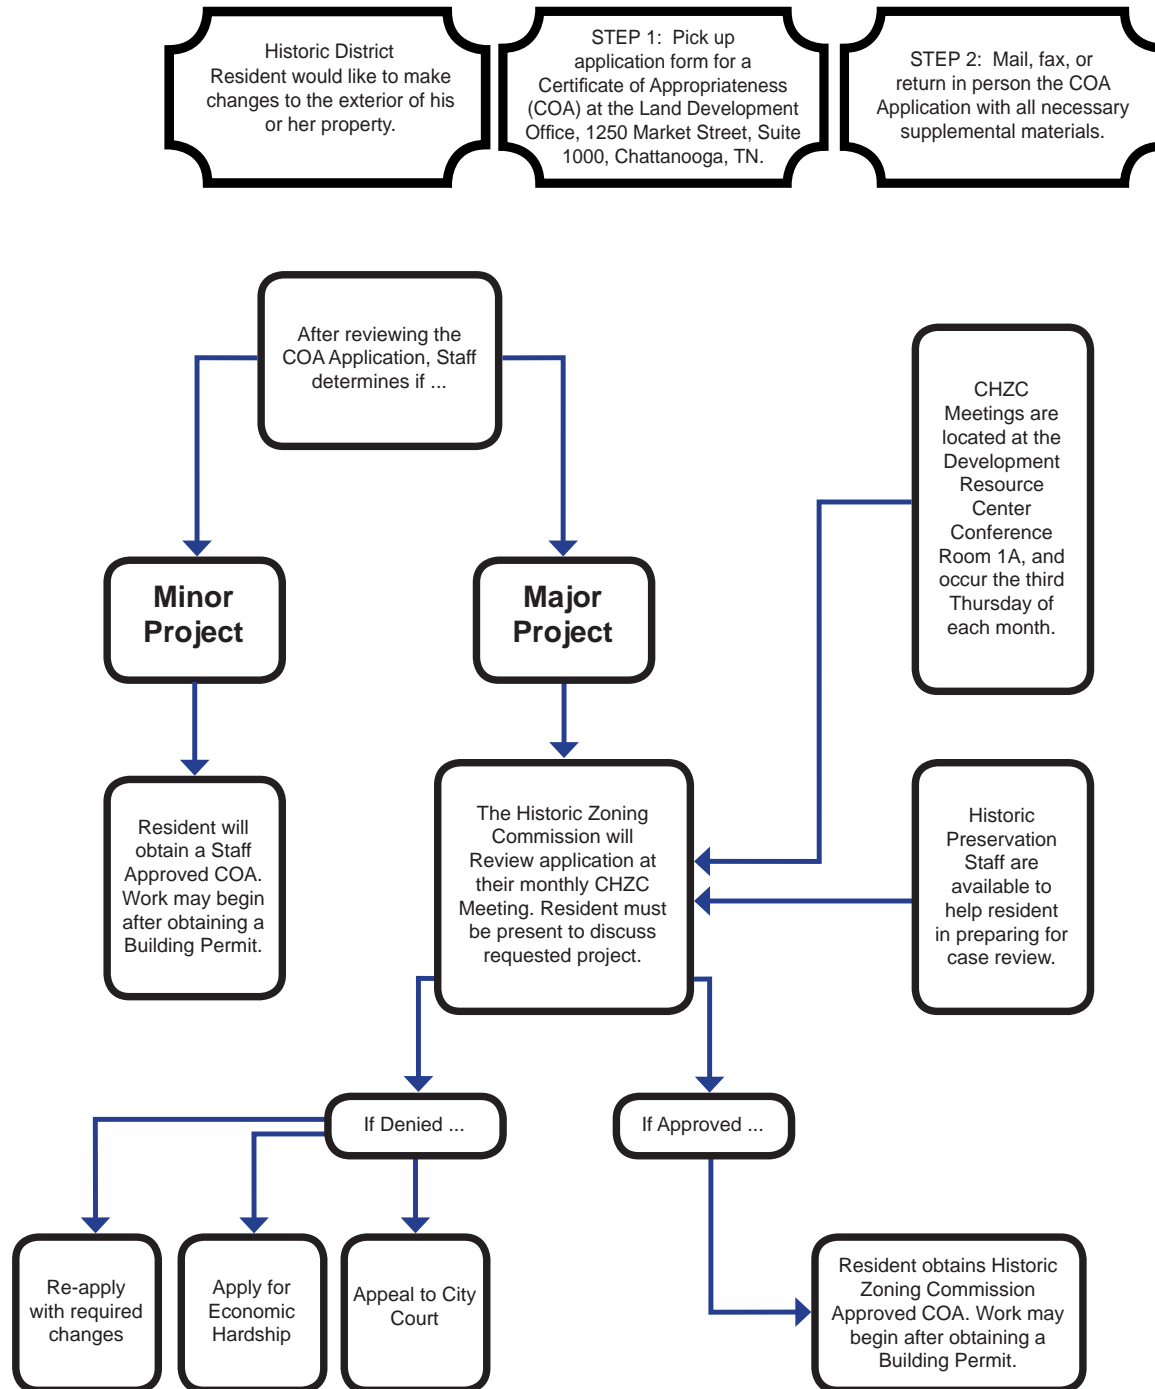 Historic District
Resident would like to make
changes to the exterior of his
or her property.
STEP 1:  Pick up
application form for a
Certificate of Appropriateness
(COA) at the Land Development
Office, 1250 Market Street, Suite
1000, Chattanooga, TN.
STEP 2:  Mail, fax, or
return in person the COA
Application with all necessary
supplemental materials.
After reviewing the
COA Application, Staff
determines if ...
CHZC
Meetings are
located at the
Development
Resource
Center
Conference
Room 1A, and
occur the third
Thursday of
each month.
Minor
Project
Major
Project
Resident will
obtain a Staff
Approved COA.
Work may begin
after obtaining a
Building Permit.
The Historic Zoning
Commission will
Review application at
their monthly CHZC
Meeting. Resident must
be present to discuss
requested project.
Historic
Preservation
Staff are
available to
help resident
in preparing for
case review.
If Denied ...
If Approved ...
Re-apply
with required
changes
Apply for
Economic
Hardship
Appeal to City
Court
Resident obtains Historic
Zoning Commission
Approved COA. Work may
begin after obtaining a
Building Permit.